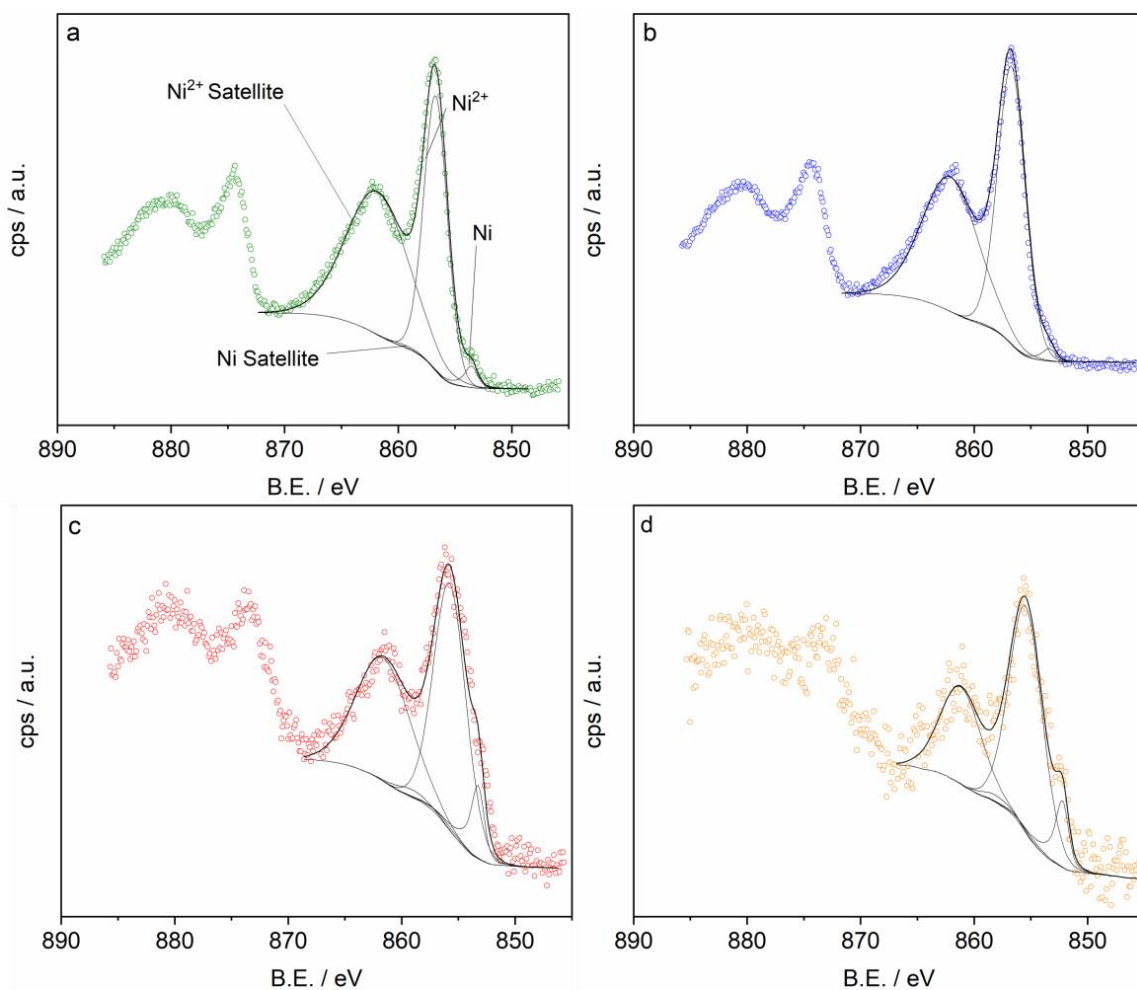 a
Ni²⁺ Satellite
Ni²⁺
Ni
Ni Satellite
cps / a.u.
890 880 870 860 850
B.E. / eV
b
cps / a.u.
890 880 870 860 850
B.E. / eV
c
cps / a.u.
890 880 870 860 850
B.E. / eV
d
cps / a.u.
890 880 870 860 850
B.E. / eV